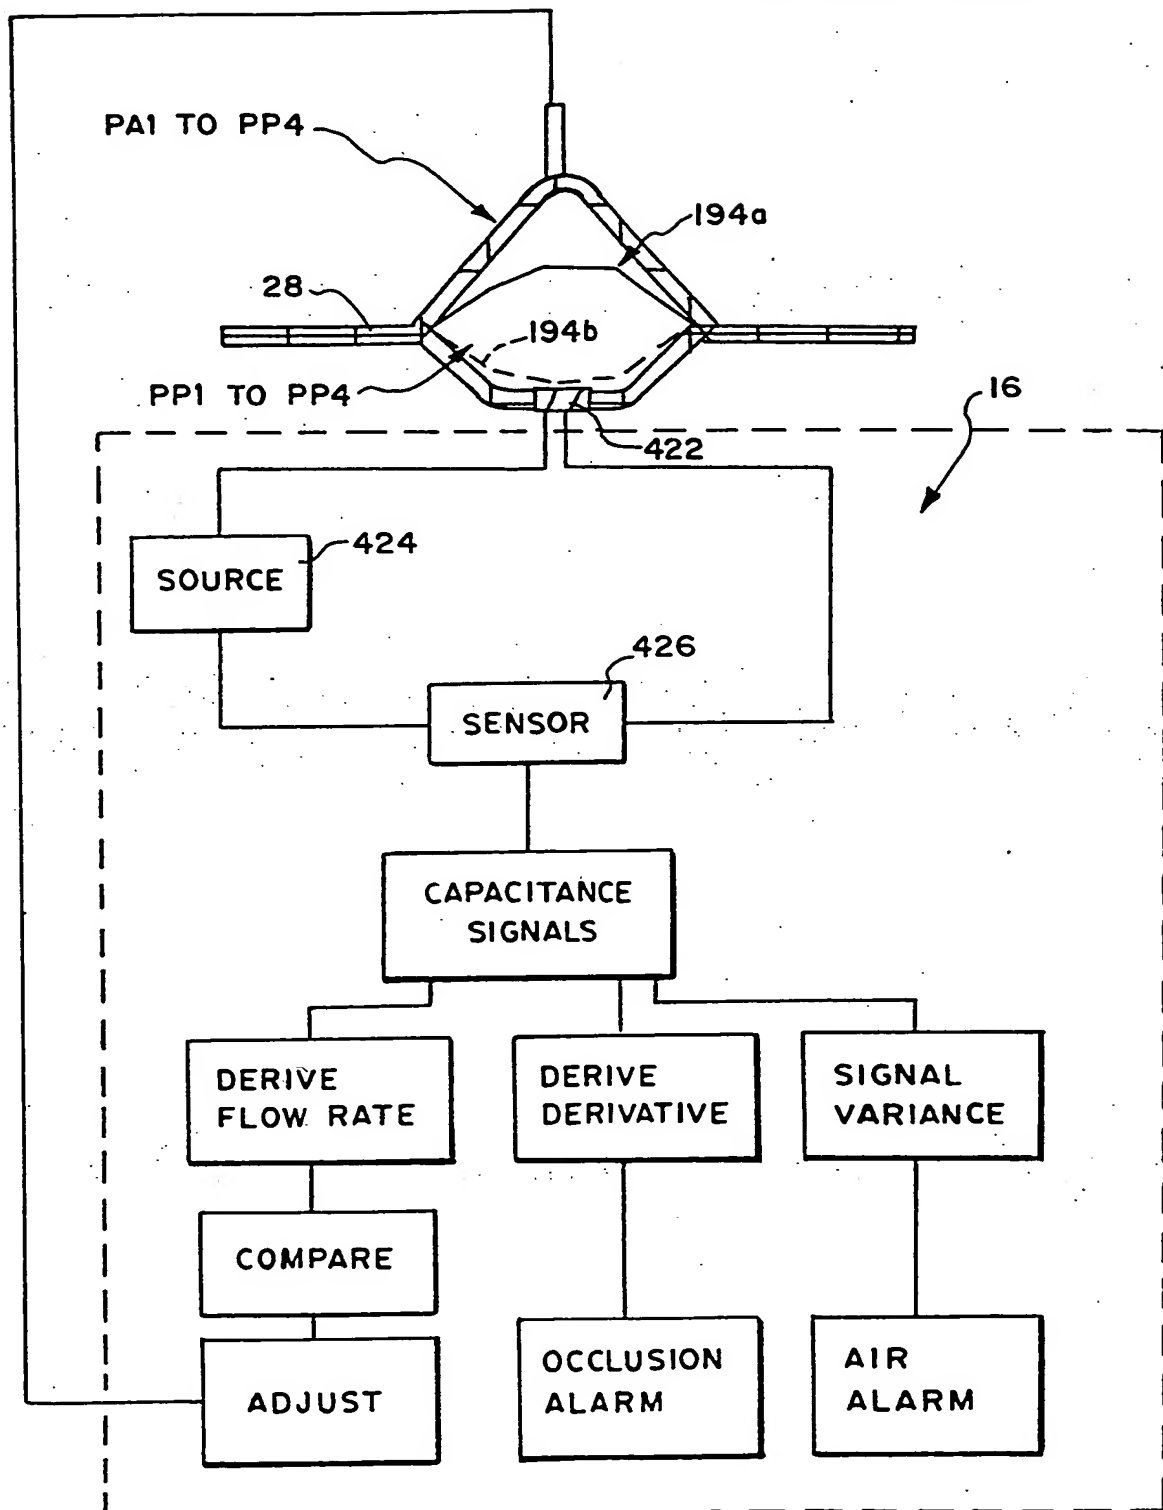 PA1 TO PP4
194a
28
194b
PP1 TO PP4
16
422
424
SOURCE
426
SENSOR
CAPACITANCE
SIGNALS
DERIVE
FLOW RATE
DERIVE
DERIVATIVE
SIGNAL
VARIANCE
COMPARE
OCCLUSION
ALARM
AIR
ALARM
ADJUST